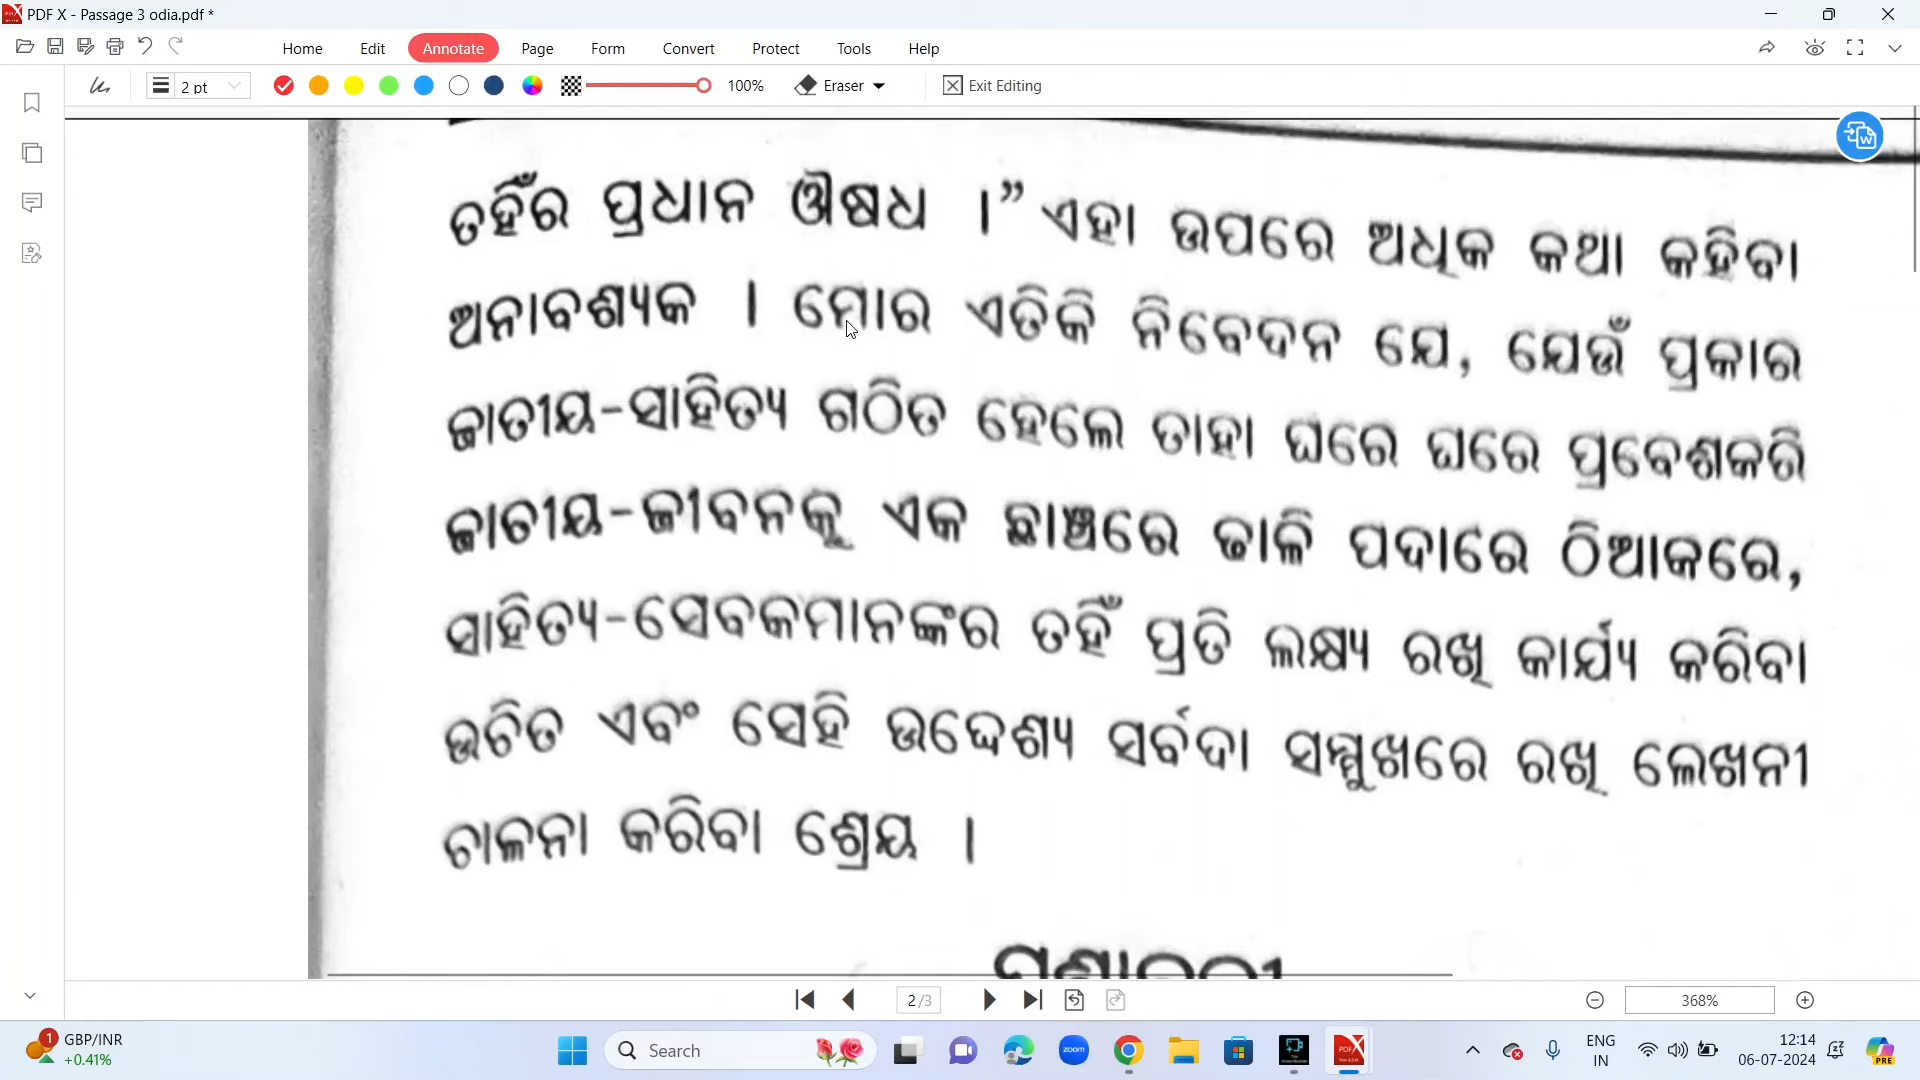 PDF X - Passage 3 odia.pdf *
Home Edit Annotate Page Form Convert Protect Tools Help
2 pt 100% Eraser Exit Editing
ତହିଁର ପ୍ରଧାନ ଔଷଧ ।” ଏହା ଉପରେ ଅଧିକ କଥା କହିବା
ଅନାବଶ୍ୟକ । ମୋର ଏତିକି ନିବେଦନ ଯେ, ଯେଉଁ ପ୍ରକାର
ଜାତୀୟ-ସାହିତ୍ୟ ଗଠିତ ହେଲେ ତାହା ଘରେ ଘରେ ପ୍ରବେଶକରି
ଜାତୀୟ-ଜୀବନକୁ ଏକ ଛାଞ୍ଚରେ ଢାଳି ପଦାରେ ଠିଆକରେ,
ସାହିତ୍ୟ-ସେବକମାନଙ୍କର ତହିଁ ପ୍ରତି ଲକ୍ଷ୍ୟ ରଖି କାର୍ଯ୍ୟ କରିବା
ଉଚିତ ଏବଂ ସେହି ଉଦ୍ଦେଶ୍ୟ ସର୍ବଦା ସମ୍ମୁଖରେ ରଖି ଲେଖନୀ
ଚାଳନା କରିବା ଶ୍ରେୟ ।
2 /3 368%
GBP/INR
+0.41%
Search
zoom
ENG
IN
12:14
06-07-2024